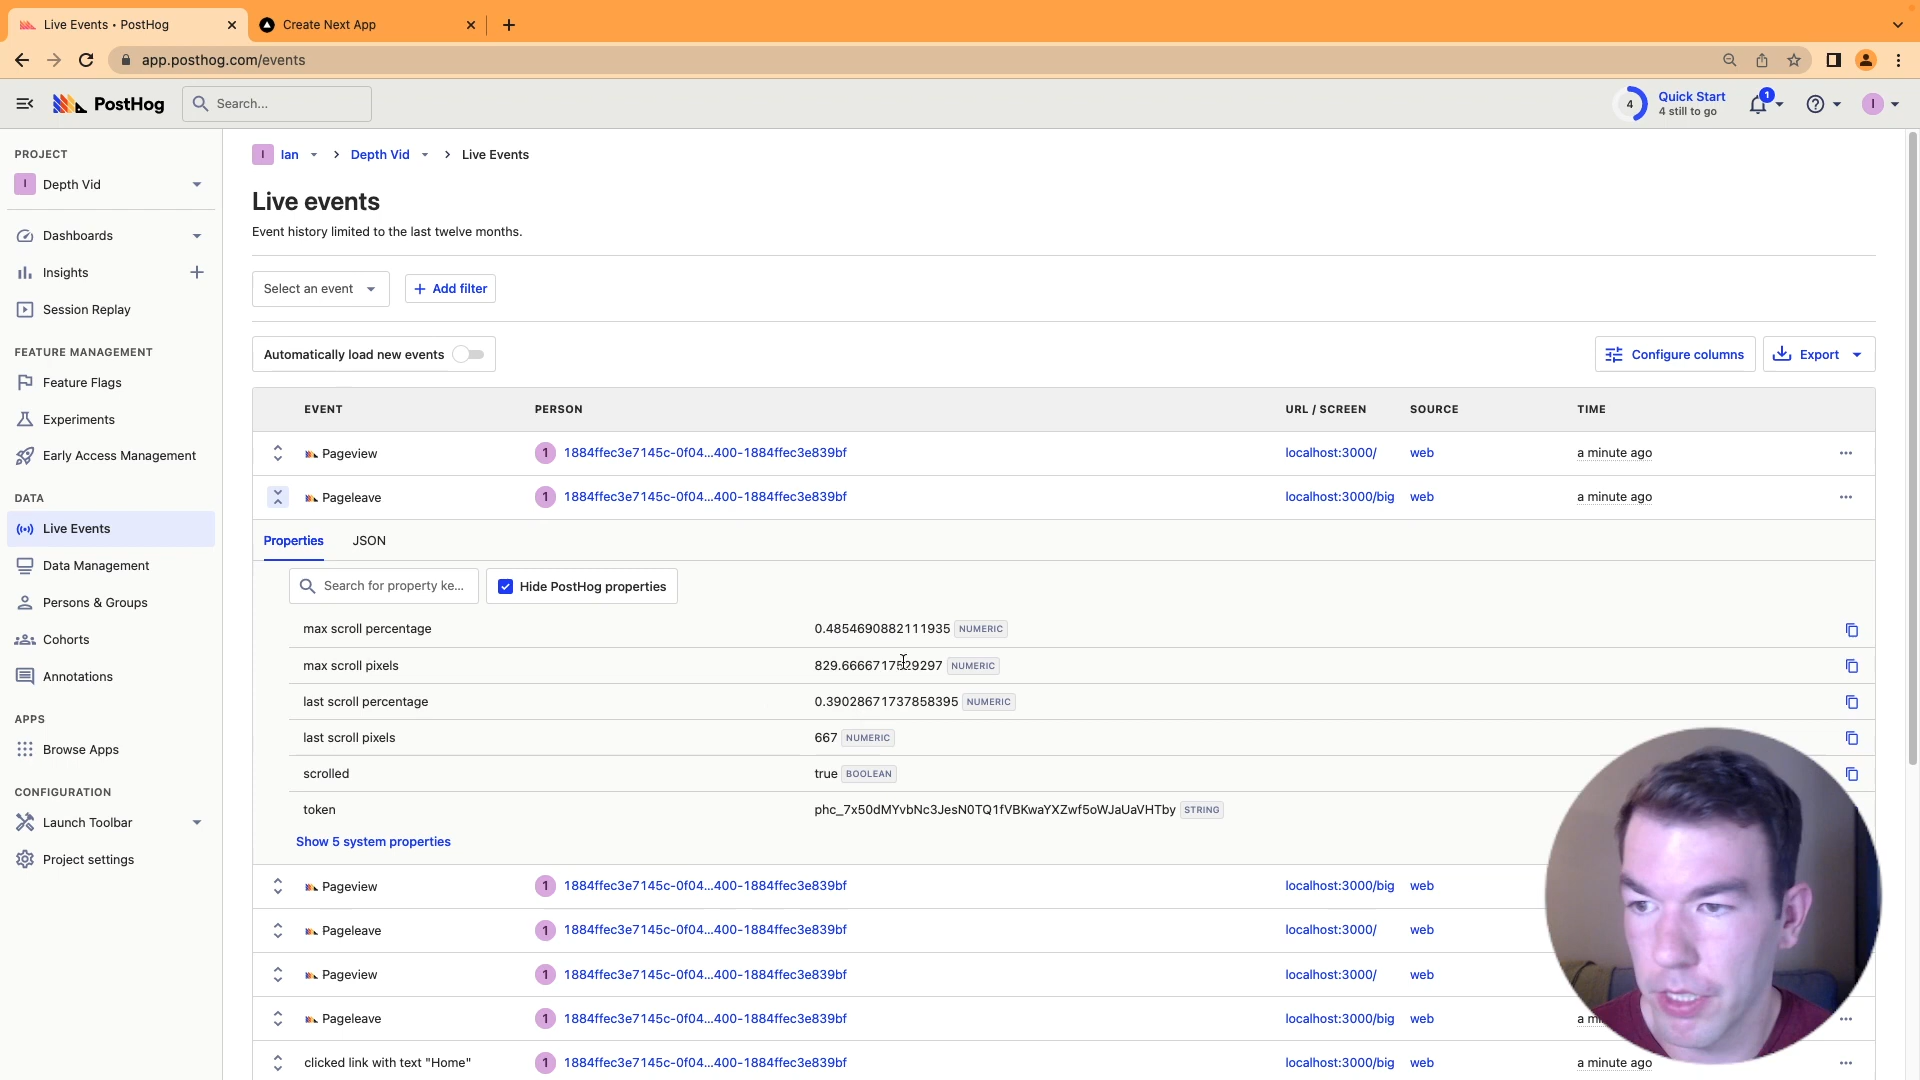 Live Events • PostHog
Create Next App
app.posthog.com/events
PostHog
Search...
4
Quick Start
4 still to go
1
I
PROJECT
I Depth Vid
Dashboards
Insights
Session Replay
FEATURE MANAGEMENT
Feature Flags
Experiments
Early Access Management
DATA
Live Events
Data Management
Persons & Groups
Cohorts
Annotations
APPS
Browse Apps
CONFIGURATION
Launch Toolbar
Project settings
I Ian Depth Vid Live Events
Live events
Event history limited to the last twelve months.
Select an event
Add filter
Automatically load new events
Configure columns
Export
EVENT PERSON URL / SCREEN SOURCE TIME
Pageview 1 1884ffec3e7145c-0f04...400-1884ffec3e839bf localhost:3000/ web a minute ago
Pageleave 1 1884ffec3e7145c-0f04...400-1884ffec3e839bf localhost:3000/big web a minute ago
Properties JSON
Search for property ke...
Hide PostHog properties
max scroll percentage 0.4854690882111935 NUMERIC
max scroll pixels 829.6666717529297 NUMERIC
last scroll percentage 0.39028671737858395 NUMERIC
last scroll pixels 667 NUMERIC
scrolled true BOOLEAN
token phc_7x50dMYvbNc3JesN0TQ1fVBKwaYXZwf5oWJaUaVHTby STRING
Show 5 system properties
Pageview 1 1884ffec3e7145c-0f04...400-1884ffec3e839bf localhost:3000/big web
Pageleave 1 1884ffec3e7145c-0f04...400-1884ffec3e839bf localhost:3000/ web
Pageview 1 1884ffec3e7145c-0f04...400-1884ffec3e839bf localhost:3000/ web
Pageleave 1 1884ffec3e7145c-0f04...400-1884ffec3e839bf localhost:3000/big web a
clicked link with text "Home" 1 1884ffec3e7145c-0f04...400-1884ffec3e839bf localhost:3000/big web a minute ago